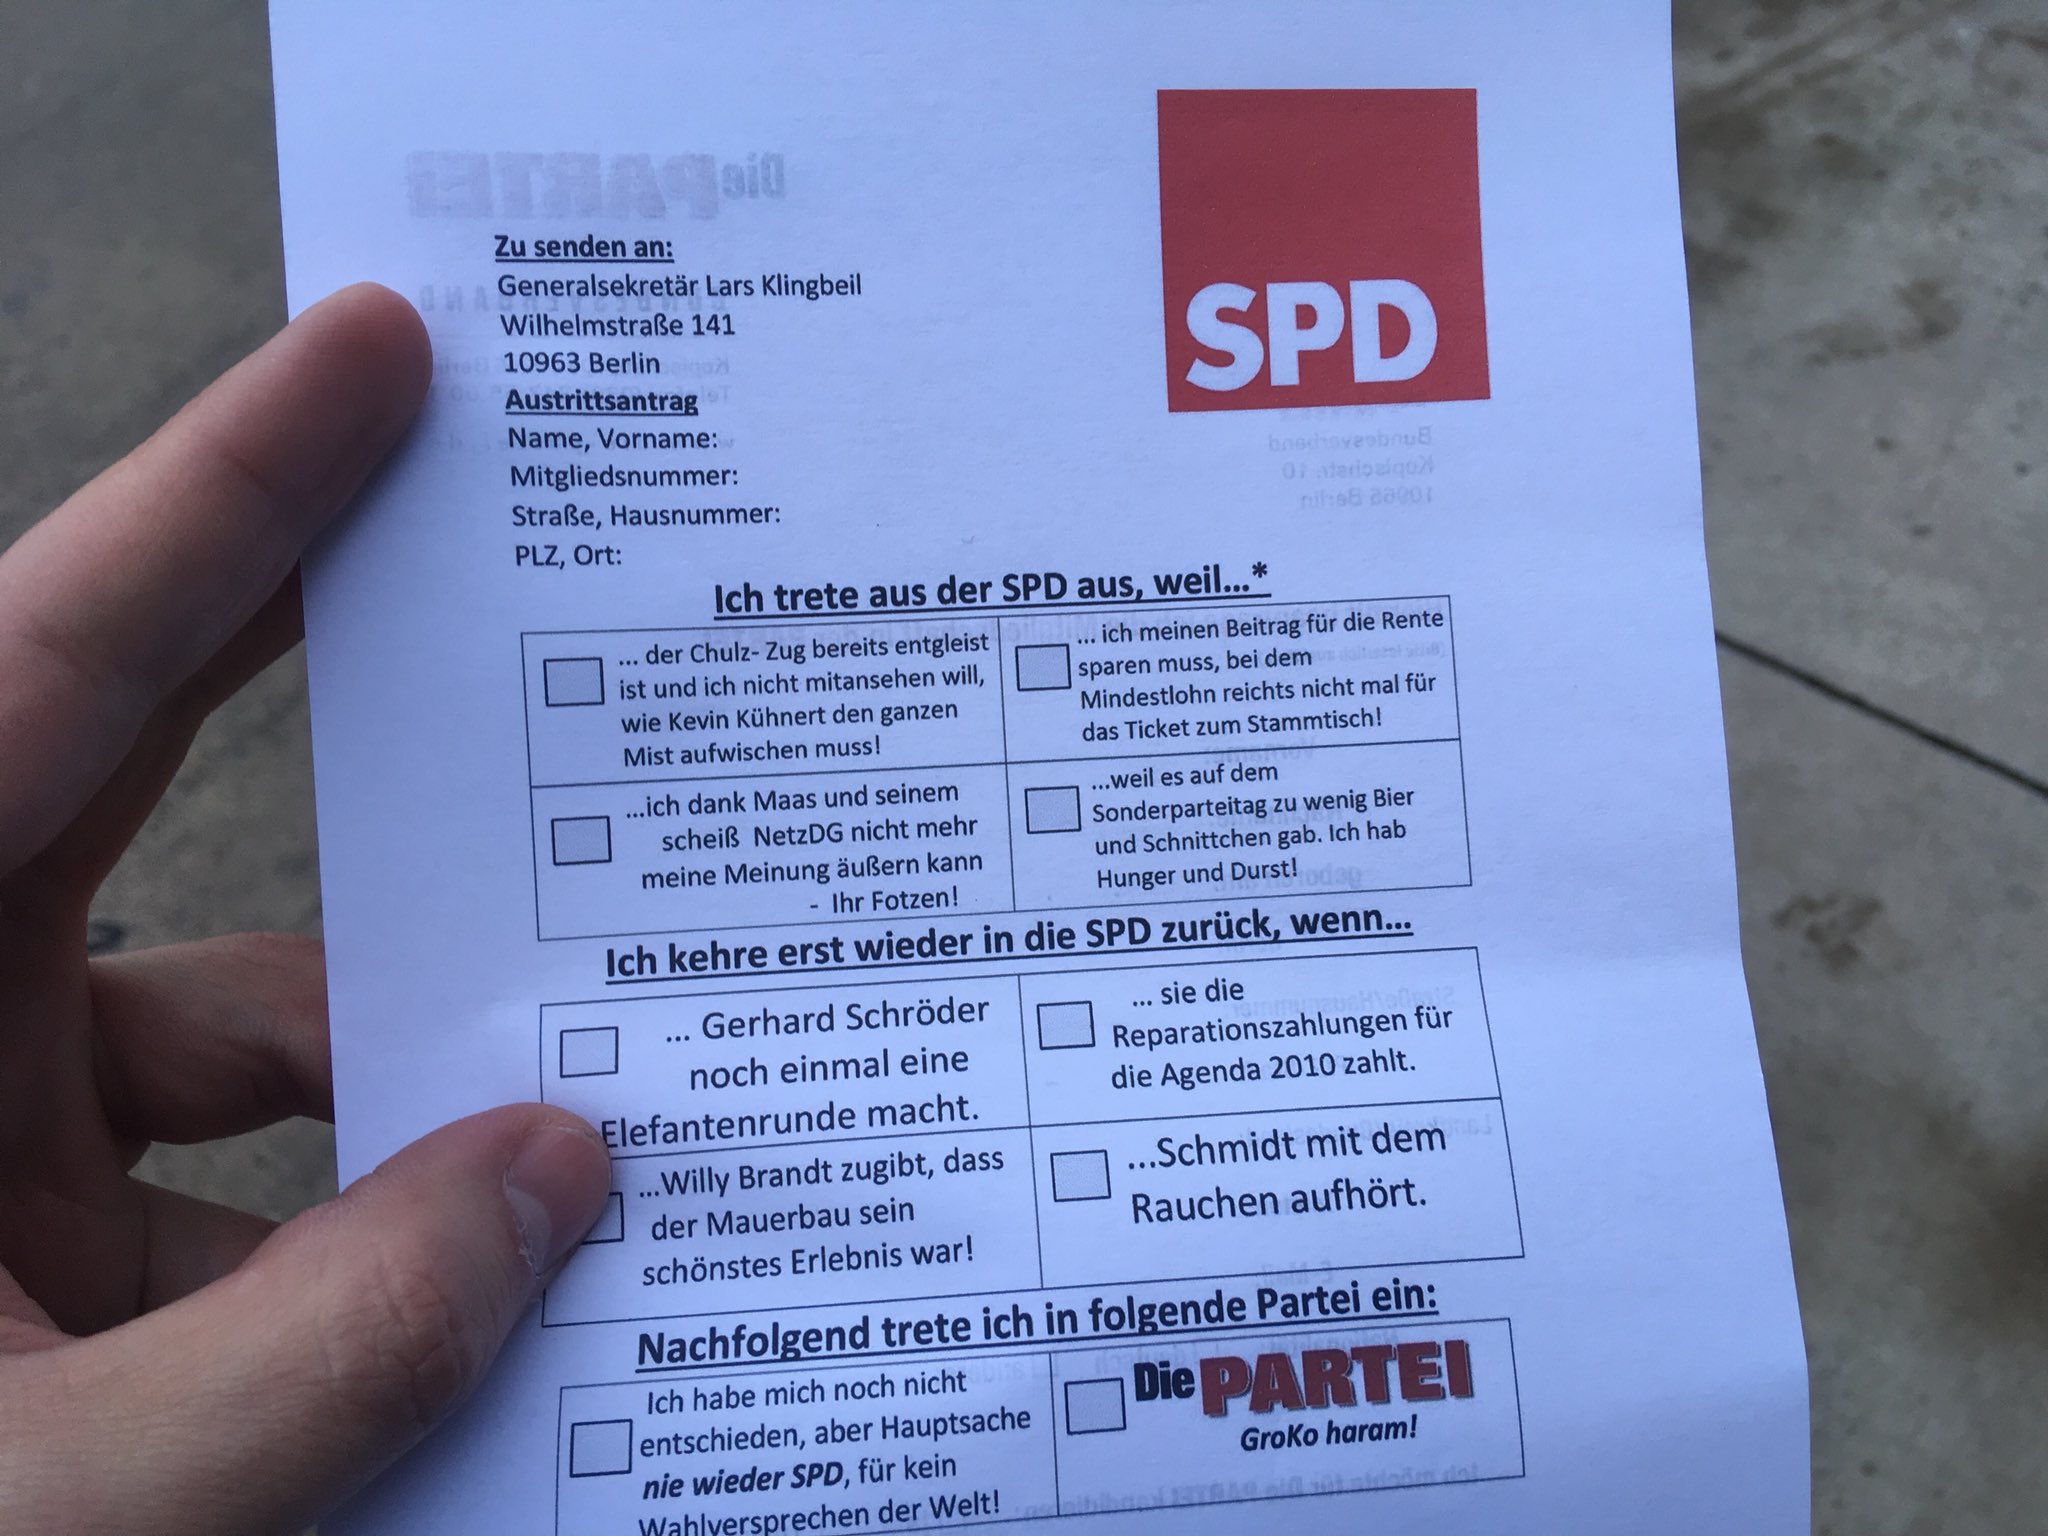 SPD
Zu senden an:
Generalsekretär Lars Klingbeil
Wilhelmstraße 141
10963 Berlin
Austrittsantrag
Name, Vorname:
Mitgliedsnummer:
Straße, Hausnummer:
PLZ, Ort:
Ich trete aus der SPD aus, weil...*
... der Chulz- Zug bereits entgleist
ist und ich nicht mitansehen will,
wie Kevin Kühnert den ganzen
Mist aufwischen muss!
... ich meinen Beitrag für die Rente
sparen muss, bei dem
Mindestlohn reichts nicht mal für
das Ticket zum Stammtisch!
...ich dank Maas und seinem
scheiß NetzDG nicht mehr
meine Meinung äußern kann
- Ihr Fotzen!
...weil es auf dem
Sonderparteitag zu wenig Bier
und Schnittchen gab. Ich hab
Hunger und Durst!
Ich kehre erst wieder in die SPD zurück, wenn...
... Gerhard Schröder
noch einmal eine
Elefantenrunde macht.
... sie die
Reparationszahlungen für
die Agenda 2010 zahlt.
...Willy Brandt zugibt, dass
der Mauerbau sein
schönstes Erlebnis war!
...Schmidt mit dem
Rauchen aufhört.
Nachfolgend trete ich in folgende Partei ein:
Ich habe mich noch nicht
entschieden, aber Hauptsache
nie wieder SPD, für kein
Wahlversprechen der Welt!
Die PARTEI
GroKo haram!